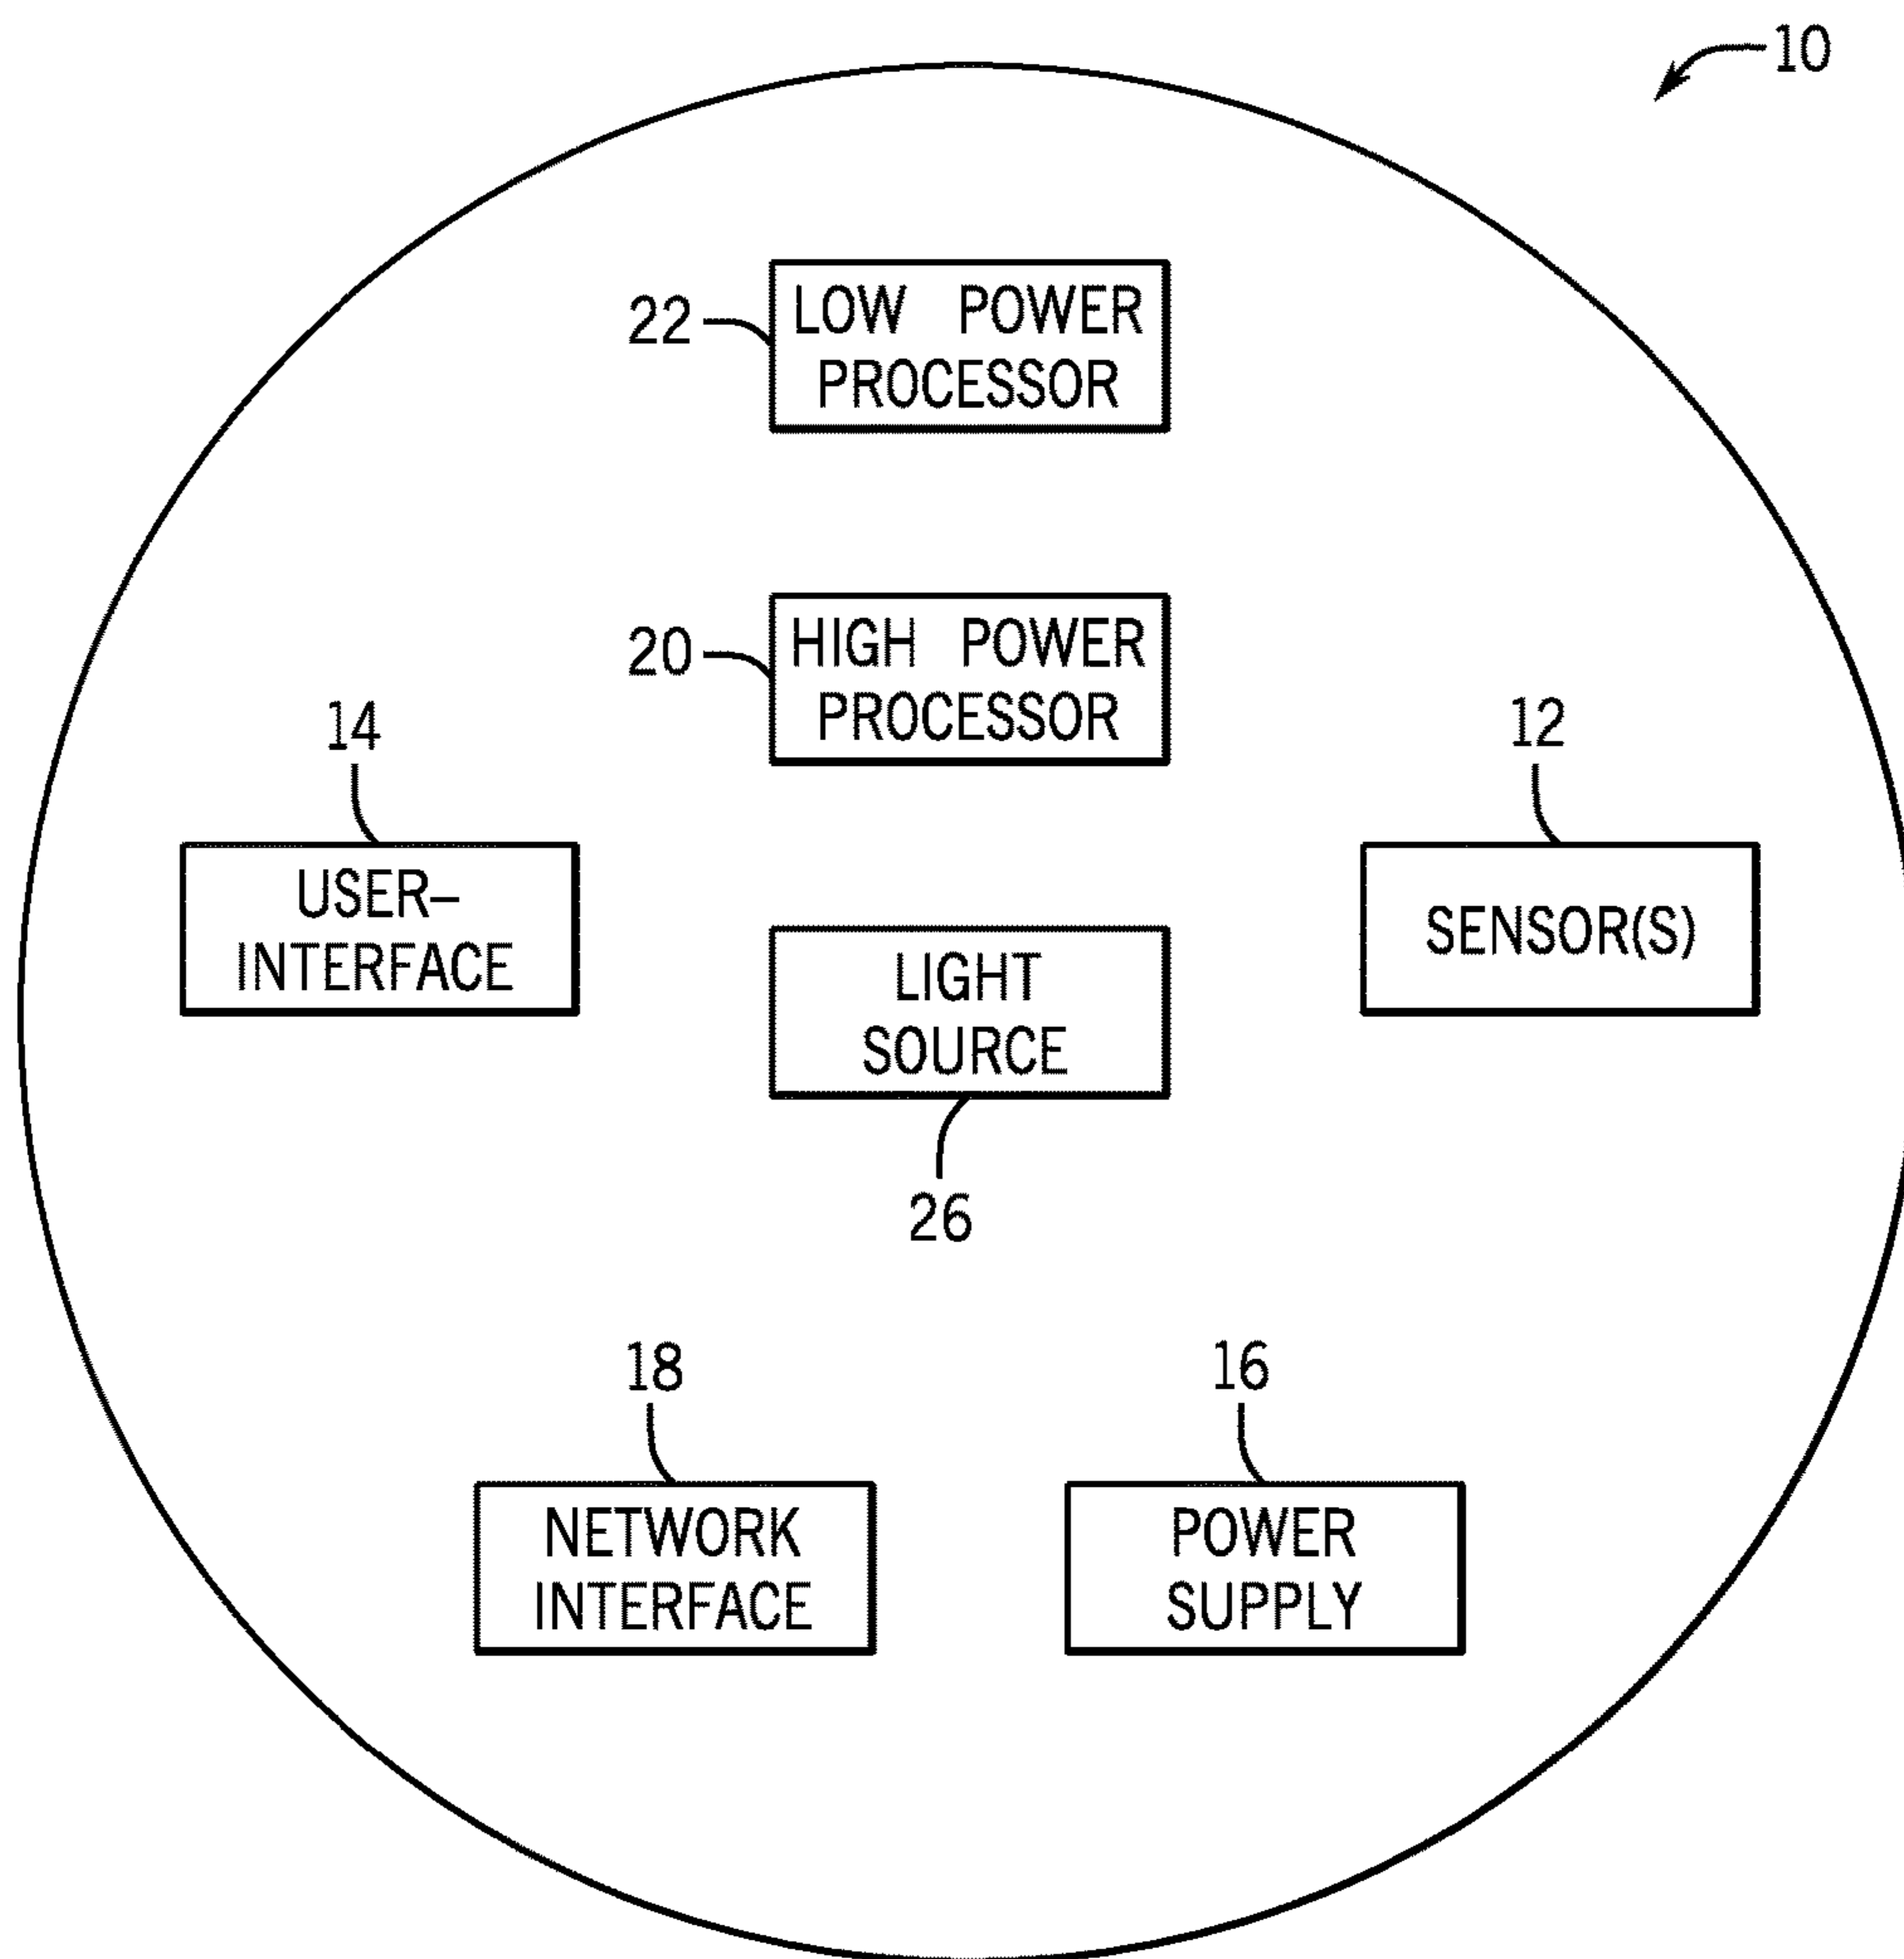 10
22
LOW POWER
PROCESSOR
20
HIGH POWER
PROCESSOR
14
USER–
INTERFACE
12
SENSOR(S)
LIGHT
SOURCE
26
18
NETWORK
INTERFACE
16
POWER
SUPPLY